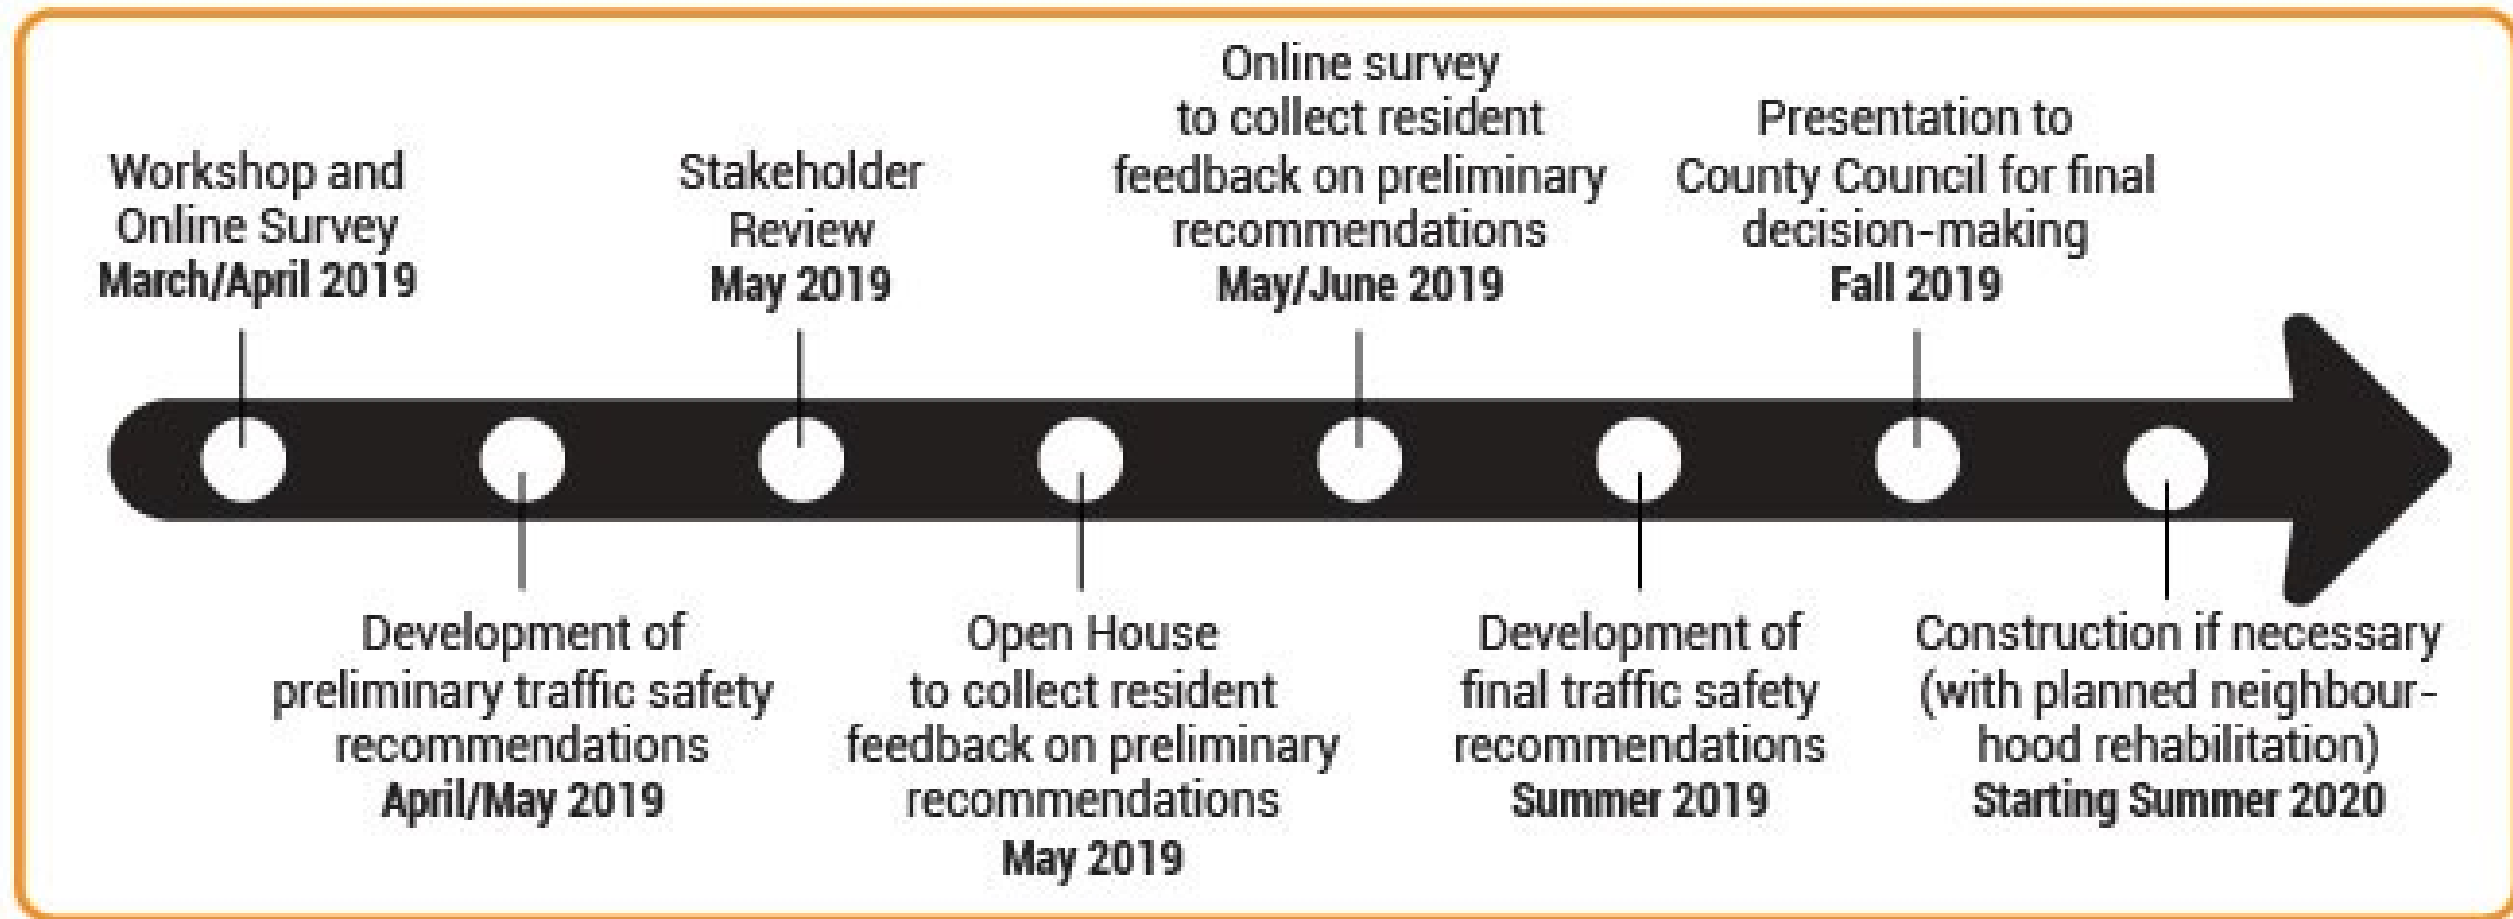 Workshop and
Online Survey
March/April 2019
Development of
preliminary traffic safety
recommendations
April/May 2019
Stakeholder
Review
May 2019
Open House
to collect resident
feedback on preliminary
recommendations
May 2019
Online survey
to collect resident
feedback on preliminary
recommendations
May/June 2019
Development of
final traffic safety
recommendations
Summer 2019
Presentation to
County Council for final
decision-making
Fall 2019
Construction if necessary
(with planned neighbour-
hood rehabilitation)
Starting Summer 2020